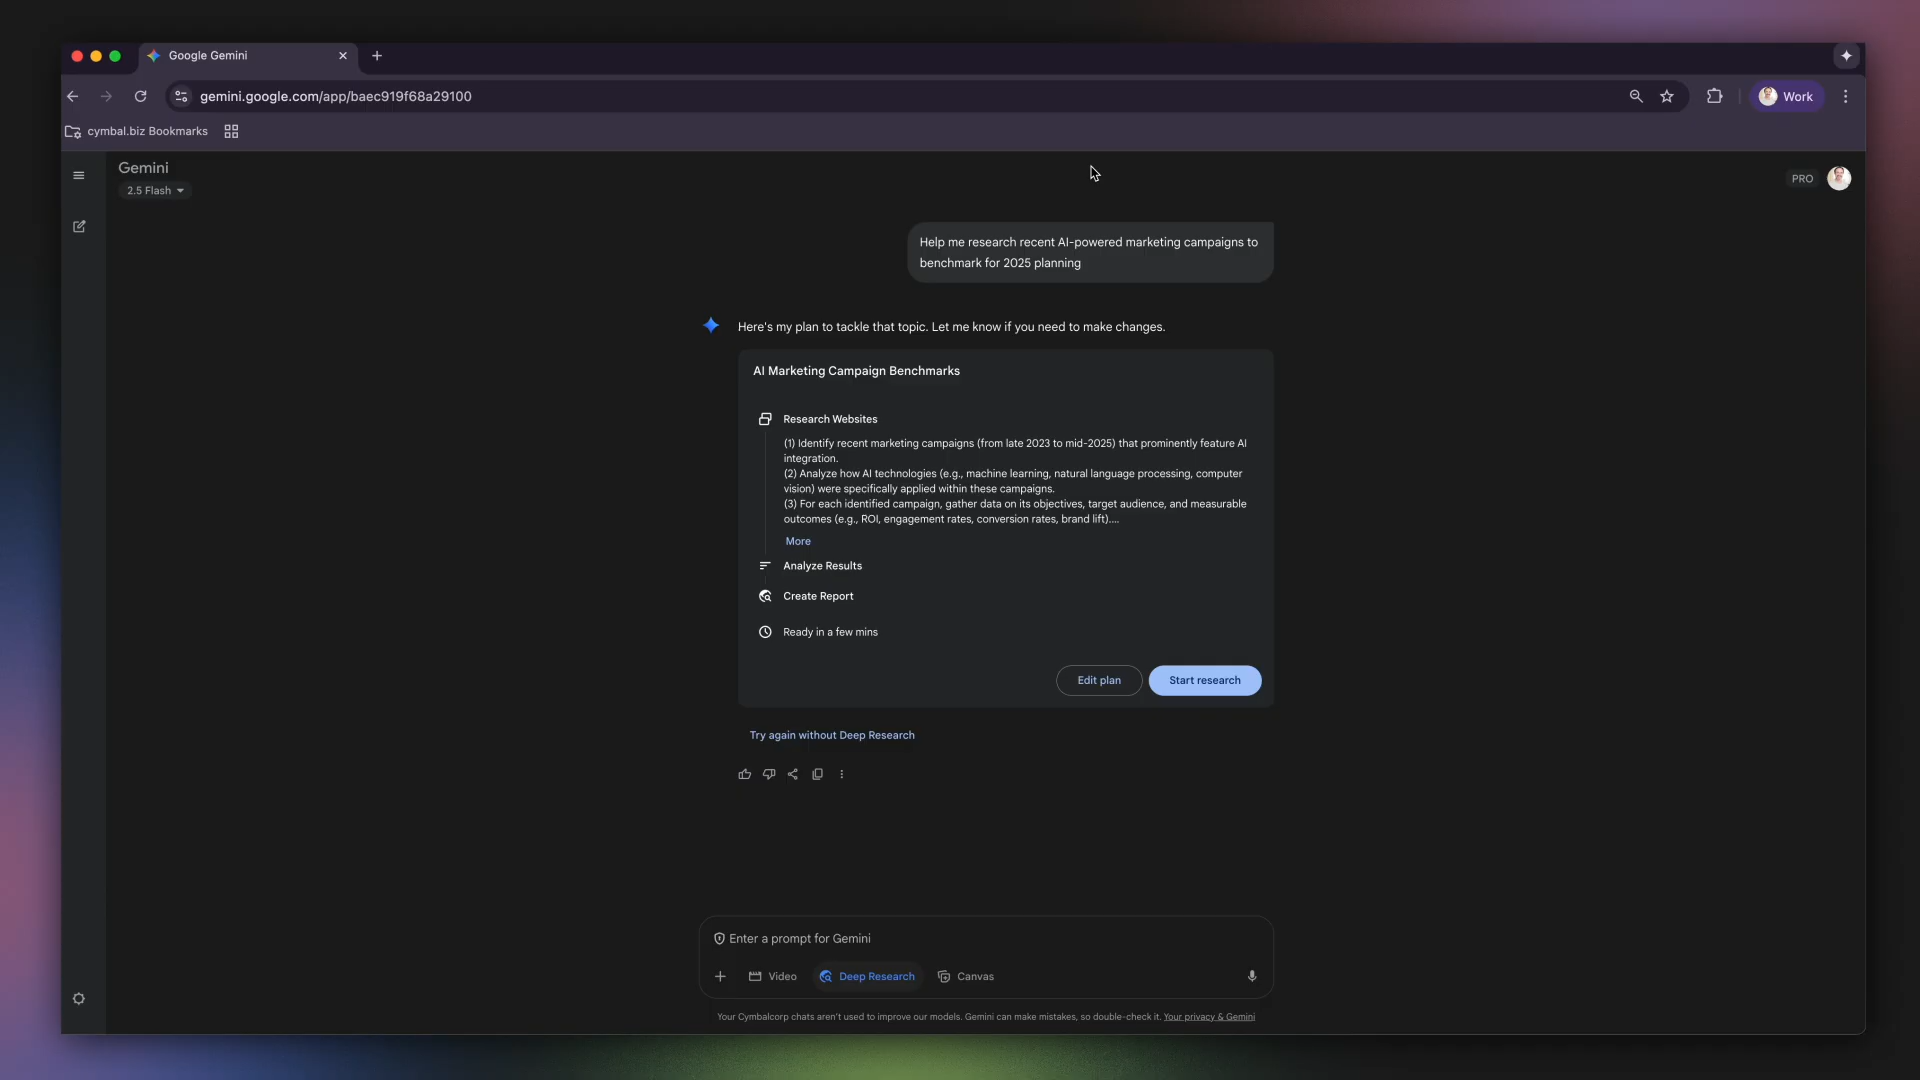 Google Gemini
gemini.google.com/app/baec919f68a29100
Work
cymbal.biz Bookmarks
Gemini
2.5 Flash
PRO
Help me research recent AI-powered marketing campaigns to
benchmark for 2025 planning
Here's my plan to tackle that topic. Let me know if you need to make changes.
AI Marketing Campaign Benchmarks
Research Websites
(1) Identify recent marketing campaigns (from late 2023 to mid-2025) that prominently feature AI
integration.
(2) Analyze how AI technologies (e.g., machine learning, natural language processing, computer
vision) were specifically applied within these campaigns.
(3) For each identified campaign, gather data on its objectives, target audience, and measurable
outcomes (e.g., ROI, engagement rates, conversion rates, brand lift)....
More
Analyze Results
Create Report
Ready in a few mins
Edit plan
Start research
Try again without Deep Research
Enter a prompt for Gemini
Video
Deep Research
Canvas
Your Cymbalcorp chats aren't used to improve our models. Gemini can make mistakes, so double-check it. Your privacy & Gemini